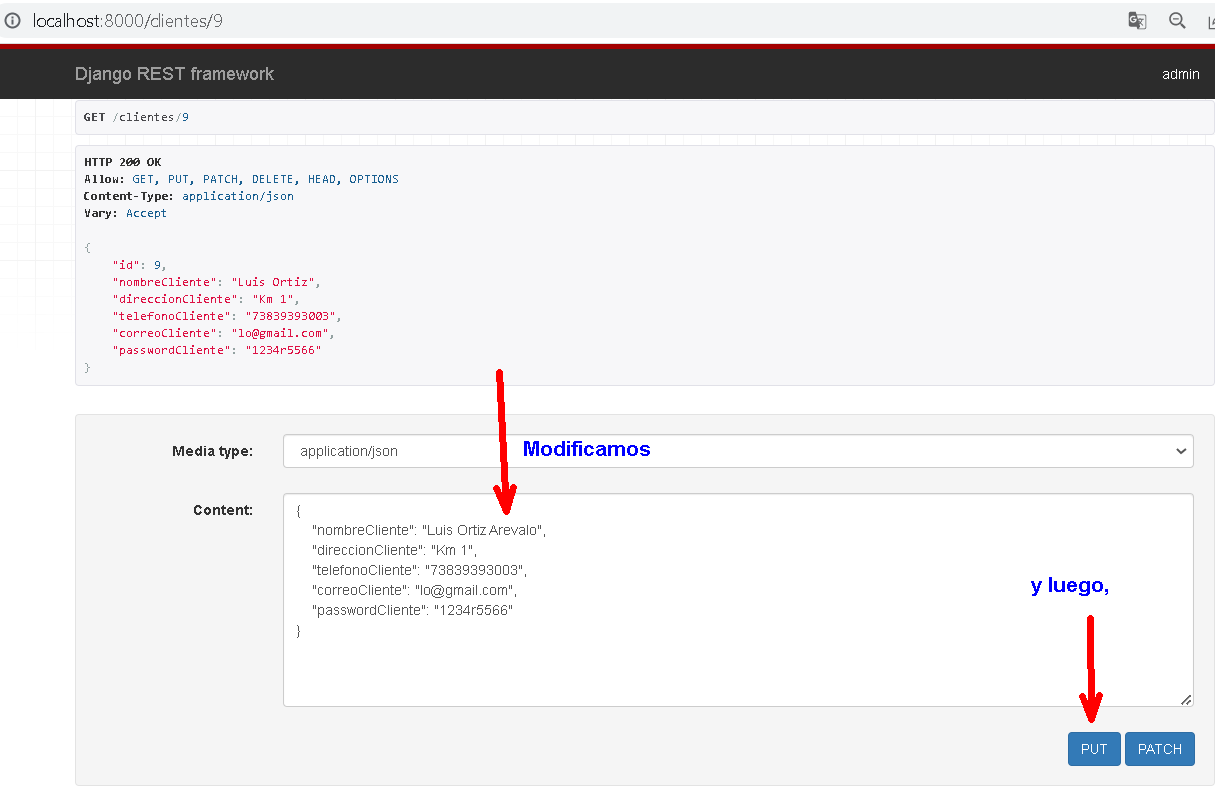 localhost:8000/clientes/9
Django REST framework
admin
GET /clientes/9
HTTP 200 OK
Allow: GET, PUT, PATCH, DELETE, HEAD, OPTIONS
Content-Type: application/json
Vary: Accept
{
"id": 9,
"nombreCliente": "Luis Ortiz",
"direccionCliente": "Km 1",
"telefonoCliente": "73839393003",
"correoCliente": "lo@gmail.com",
"passwordCliente": "1234r5566"
}
Media type:
application/json
Modificamos
Content:
{
"nombreCliente": "Luis Ortiz Arevalo",
"direccionCliente": "Km 1",
"telefonoCliente": "73839393003",
"correoCliente": "lo@gmail.com",
"passwordCliente": "1234r5566"
}
y luego,
PUT
PATCH